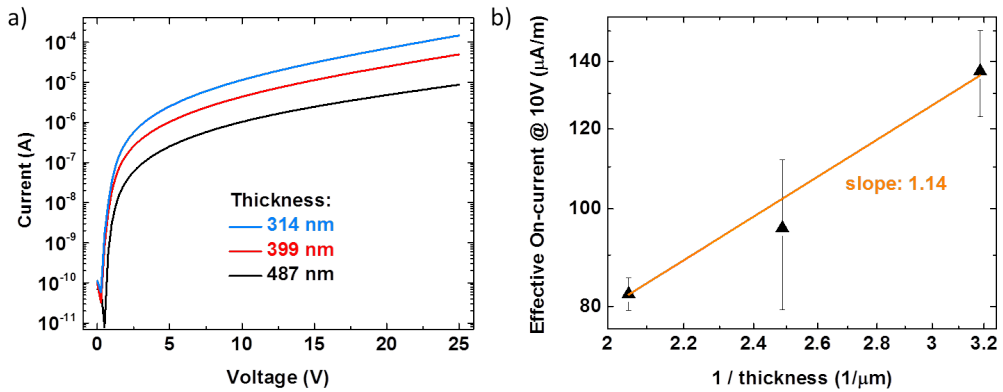 a)
Current (A)
10⁻⁴
10⁻⁵
10⁻⁶
10⁻⁷
10⁻⁸
10⁻⁹
10⁻¹⁰
10⁻¹¹
Thickness:
314 nm
399 nm
487 nm
0 5 10 15 20 25
Voltage (V)
b)
Effective On-current @ 10V (µA/m)
140
120
100
80
slope: 1.14
2 2.2 2.4 2.6 2.8 3 3.2
1 / thickness (1/µm)